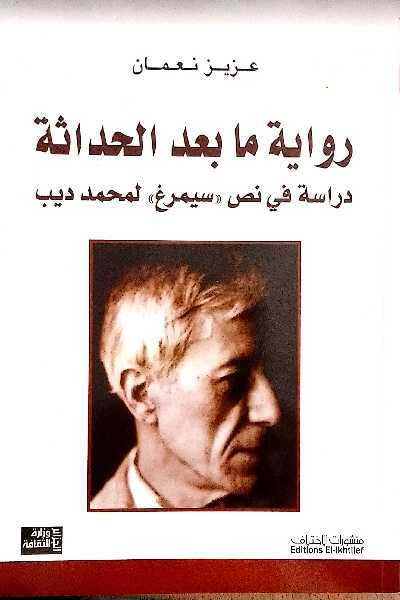 عزيز نعمان
رواية ما بعد الحداثة
دراسة في نص «سيمرغ» لمحمد ديب
وزارة
الثقافة
منشورات الاختلاف
Editions El-Ikhtilef